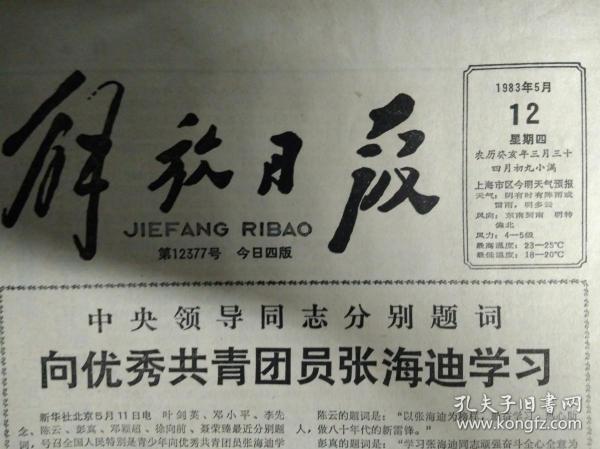 解放日报
JIEFANG RIBAO
第12377号 今日四版
1983年5月
12
星期四
农历癸亥年三月三十
四月初九小满
上海市区今明天气预报
天气：阴有时有阵雨或
雷雨，明多云
风向：东南到南 明转
偏北
风力：4—5级
最高温度：23—25℃
最低温度：18—20℃
中央领导同志分别题词
向优秀共青团员张海迪学习
新华社北京5月11日电 叶剑英、邓小平、李先
念、陈云、彭真、邓颖超、徐向前、聂荣臻最近分别题
词，号召全国人民特别是青少年向优秀共青团员张海迪学
陈云的题词是：“以张海迪为榜样，
人，做八十年代的新雷锋。”
彭真的题词是：“学习张海迪同志顽强奋斗全心全意为
孔夫子旧书网